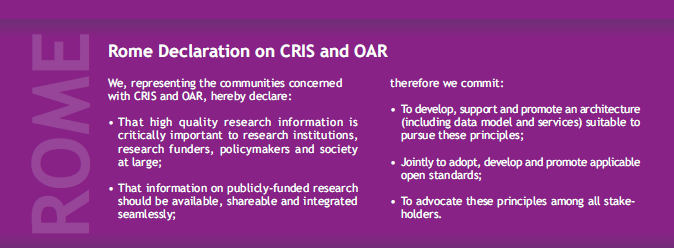 ROME
Rome Declaration on CRIS and OAR
We, representing the communities concerned
with CRIS and OAR, hereby declare:
• That high quality research information is
critically important to research institutions,
research funders, policymakers and society
at large;
• That information on publicly-funded research
should be available, shareable and integrated
seamlessly;
therefore we commit:
• To develop, support and promote an architecture
(including data model and services) suitable to
pursue these principles;
• Jointly to adopt, develop and promote applicable
open standards;
• To advocate these principles among all stake-
holders.